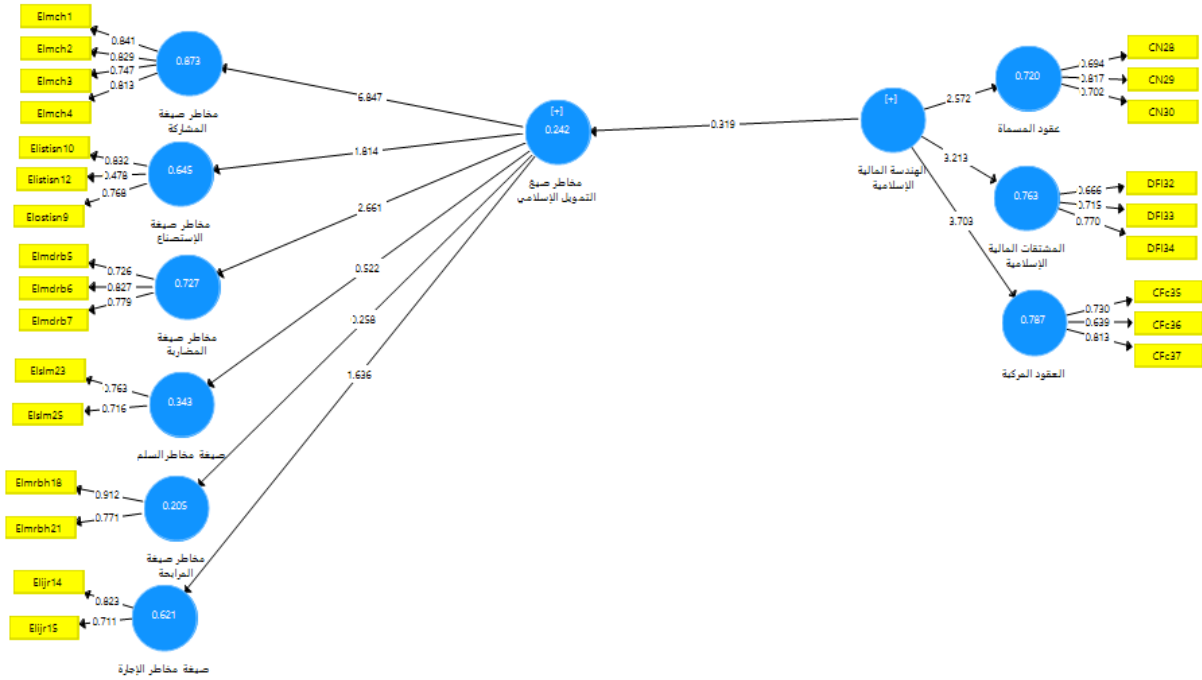 Elmch1
Elmch2
Elmch3
Elmch4
0.841
0.829
0.747
0.813
0.873
مخاطر صيغة
المشاركة
Elistisn10
Elistisn12
Elostisn9
0.832
0.478
0.768
0.645
مخاطر صيغة
الإستصناع
Elmdrb5
Elmdrb6
Elmdrb7
0.726
0.827
0.779
0.727
مخاطر صيغة
المضاربة
Elslm23
Elslm25
0.763
0.716
0.343
صيغة مخاطر السلم
Elmrbh18
Elmrbh21
0.912
0.771
0.205
مخاطر صيغة
المرابحة
Elijr14
Elijr15
0.823
0.711
0.621
صيغة مخاطر الإجارة
6.847
1.814
2.661
0.522
0.258
1.636
[+]
0.242
مخاطر صيغ
التمويل الإسلامي
0.319
[+]
الهندسة المالية
الإسلامية
2.572
3.213
3.703
0.720
عقود المسماة
0.694
0.817
0.702
CN28
CN29
CN30
0.763
المشتقات المالية
الإسلامية
0.666
0.715
0.770
DFI32
DFI33
DFI34
0.787
العقود المركبة
0.730
0.639
0.813
CFc35
CFc36
CFc37